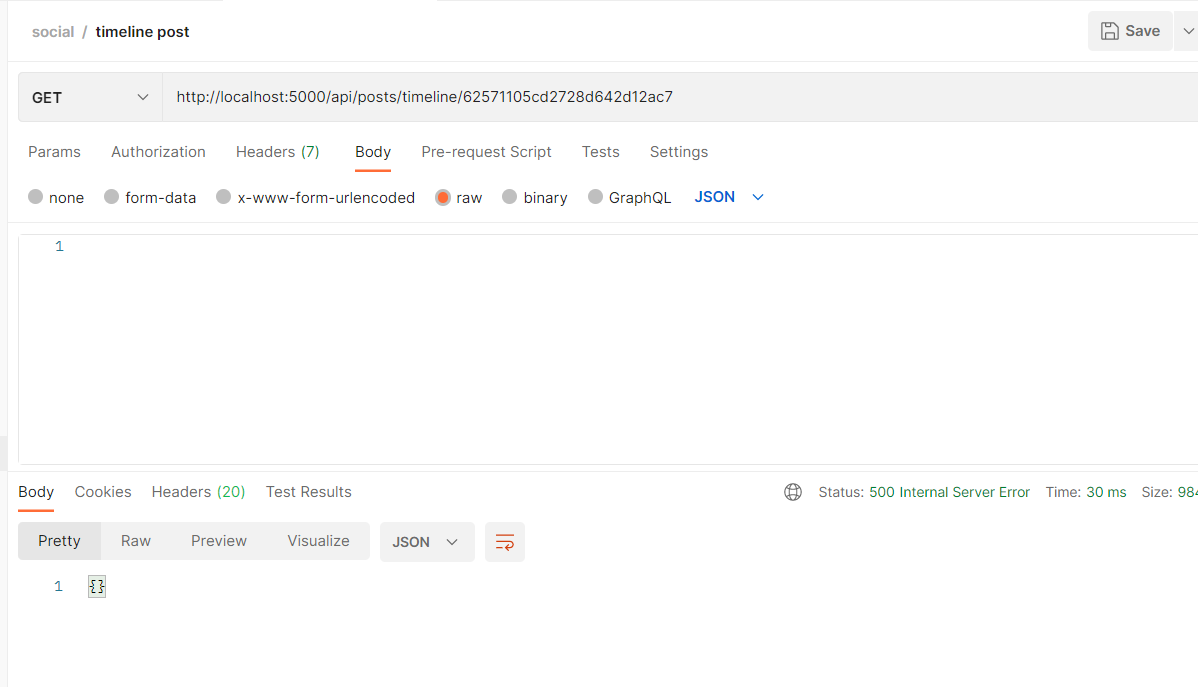 social / timeline post
Save
GET
http://localhost:5000/api/posts/timeline/62571105cd2728d642d12ac7
Params Authorization Headers (7) Body Pre-request Script Tests Settings
none form-data x-www-form-urlencoded raw binary GraphQL JSON
1
Body Cookies Headers (20) Test Results Status: 500 Internal Server Error Time: 30 ms Size: 984
Pretty Raw Preview Visualize JSON
1 {}